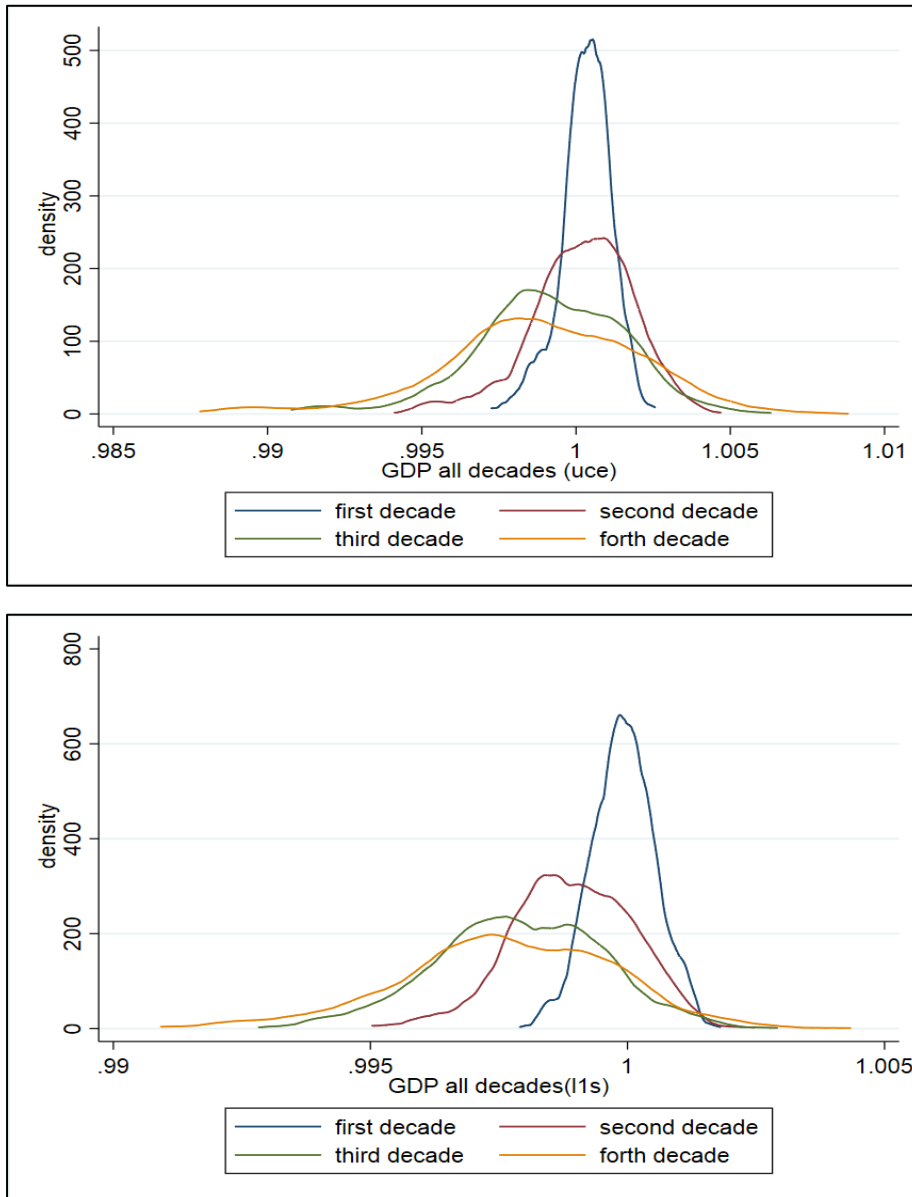 500
400
300
200
100
0
density
.985 .99 .995 1 1.005 1.01
GDP all decades (uce)
first decade second decade
third decade forth decade
800
600
400
200
0
density
.99 .995 1 1.005
GDP all decades(l1s)
first decade second decade
third decade forth decade